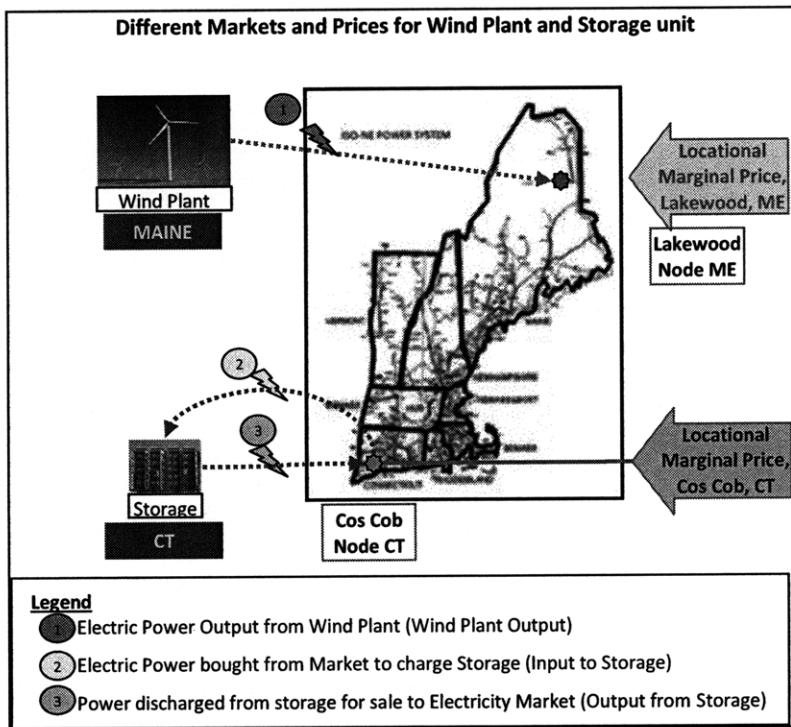 Different Markets and Prices for Wind Plant and Storage unit
1
ISO-NE POWER SYSTEM
Wind Plant
MAINE
Locational
Marginal Price,
Lakewood, ME
Lakewood
Node ME
2
3
Storage
CT
Locational
Marginal Price,
Cos Cob, CT
Cos Cob
Node CT
Legend
1 Electric Power Output from Wind Plant (Wind Plant Output)
2 Electric Power bought from Market to charge Storage (Input to Storage)
3 Power discharged from storage for sale to Electricity Market (Output from Storage)